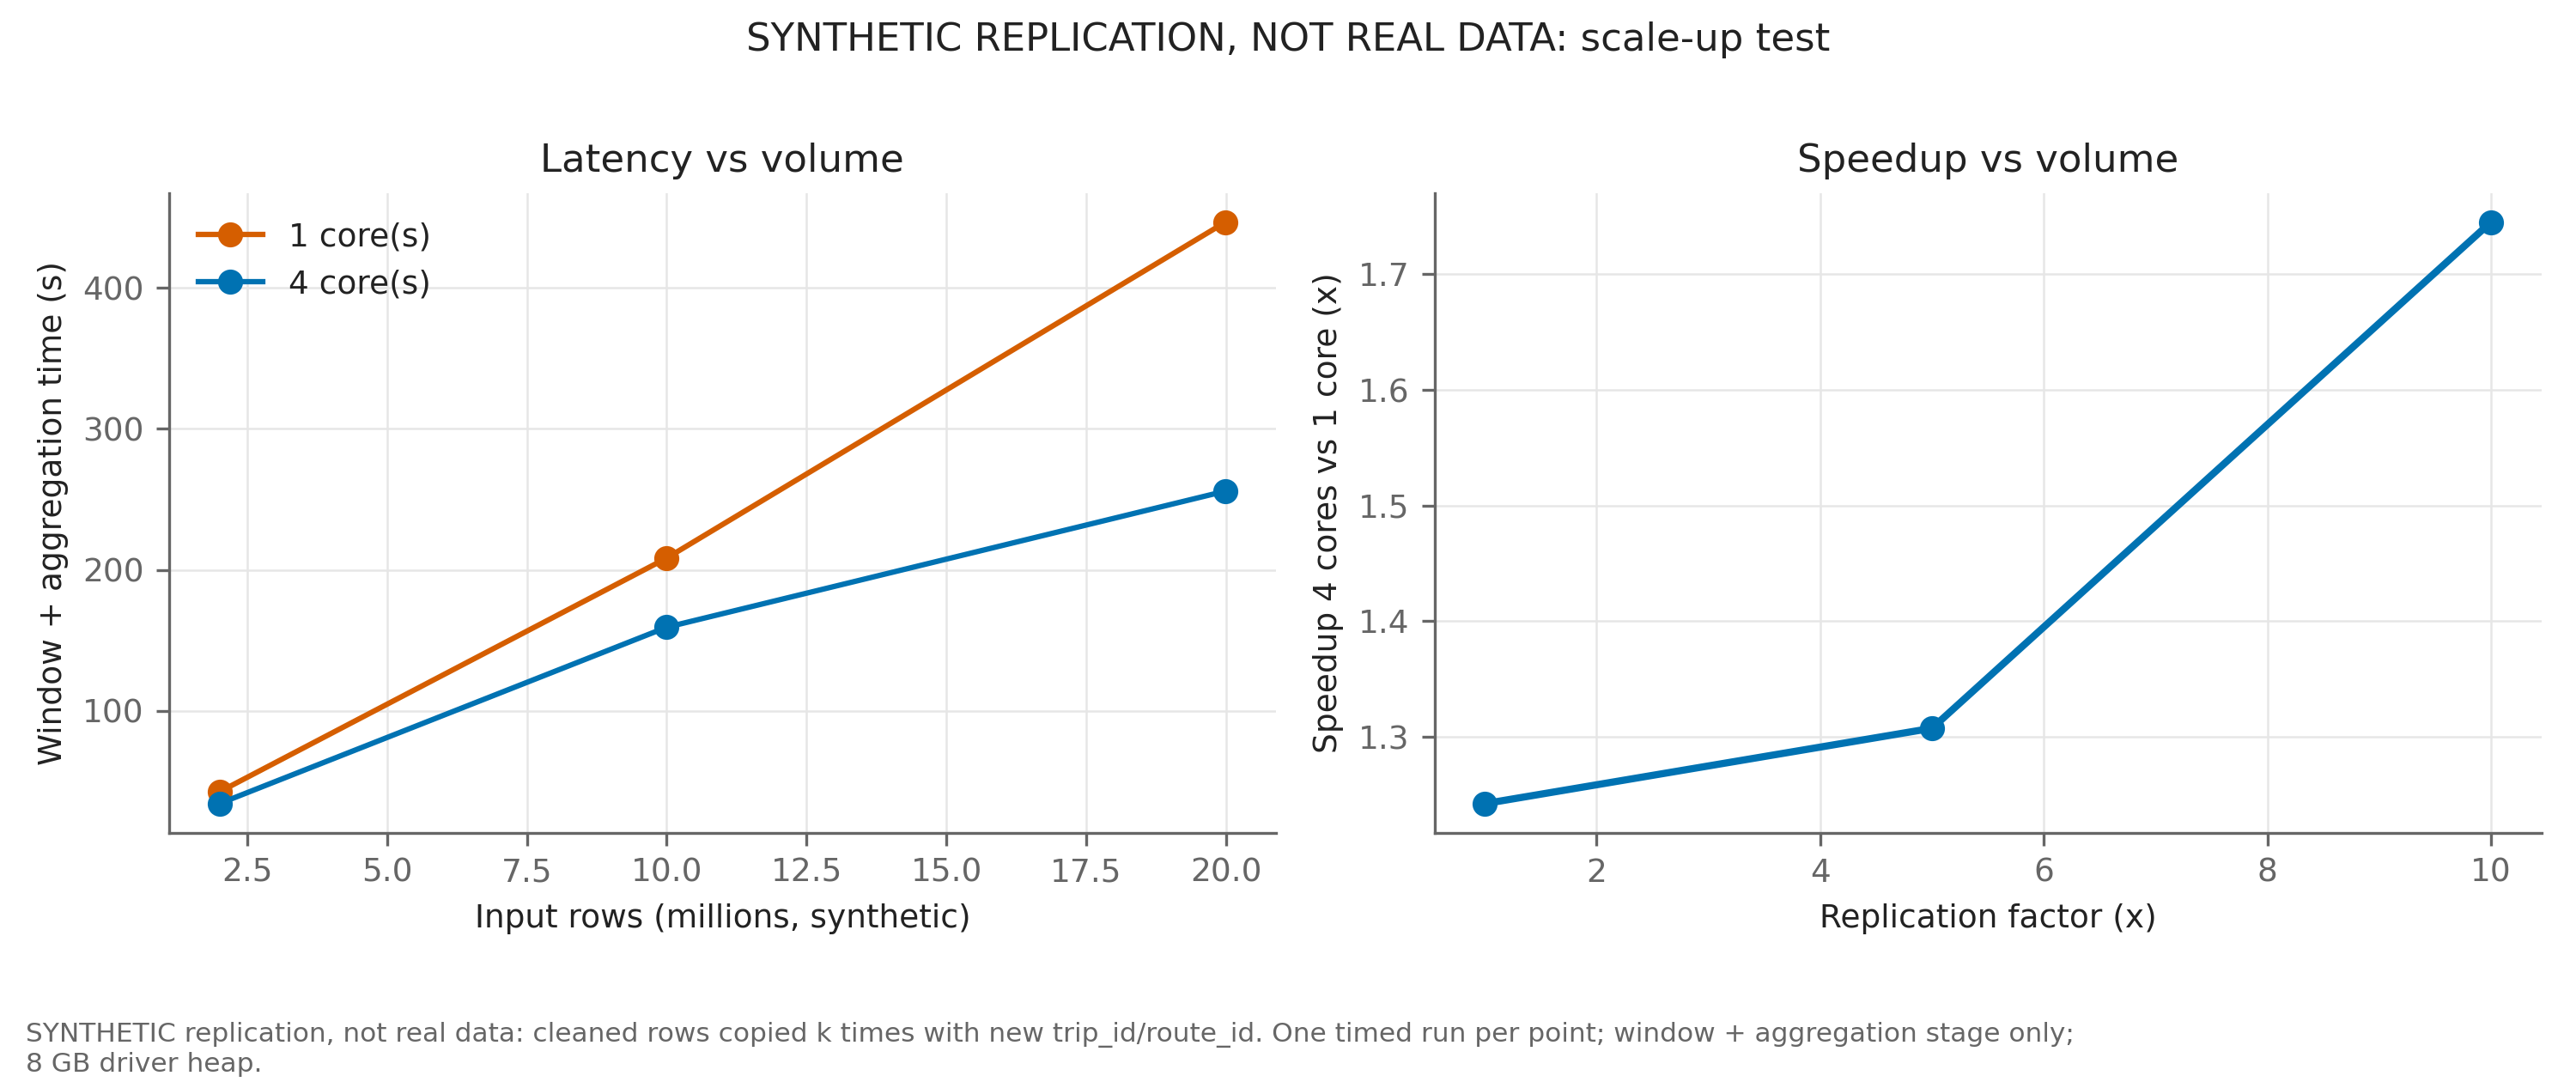 SYNTHETIC REPLICATION, NOT REAL DATA: scale-up test
Latency vs volume
Window + aggregation time (s)
400
300
200
100
1 core(s)
4 core(s)
2.5 5.0 7.5 10.0 12.5 15.0 17.5 20.0
Input rows (millions, synthetic)
Speedup vs volume
Speedup 4 cores vs 1 core (x)
1.7
1.6
1.5
1.4
1.3
2 4 6 8 10
Replication factor (x)
SYNTHETIC replication, not real data: cleaned rows copied k times with new trip_id/route_id. One timed run per point; window + aggregation stage only;
8 GB driver heap.